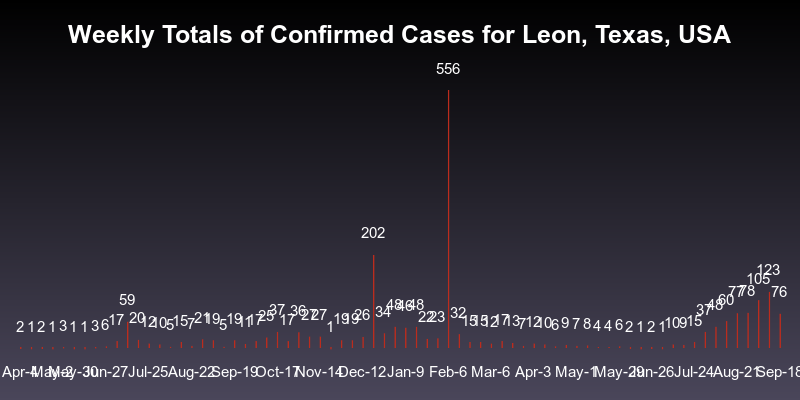 Weekly Totals of Confirmed Cases for Leon, Texas, USA
556
202
123
105
59 77 78 76
20 17 12 10 5 15 7 21 19 5 19 11 17 25 37 17 36 27 27 1 19 19 26 34 48 46 48 22 23 32 15 15 12 17 13 7 12 10 6 9 7 8 4 4 6 2 1 2 1 10 9 15 37 48 60
2 1 2 1 3 1 1 3 6
Apr-4 May-2 May-30 Jun-27 Jul-25 Aug-22 Sep-19 Oct-17 Nov-14 Dec-12 Jan-9 Feb-6 Mar-6 Apr-3 May-1 May-29 Jun-26 Jul-24 Aug-21 Sep-18